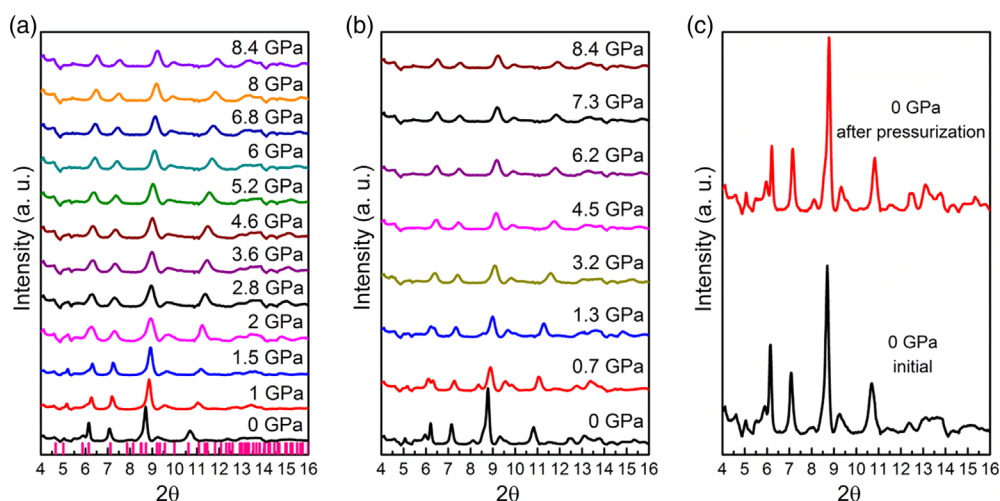 (a)
Intensity (a. u.)
8.4 GPa
8 GPa
6.8 GPa
6 GPa
5.2 GPa
4.6 GPa
3.6 GPa
2.8 GPa
2 GPa
1.5 GPa
1 GPa
0 GPa
4 5 6 7 8 9 10 11 12 13 14 15 16
2θ
(b)
Intensity (a. u.)
8.4 GPa
7.3 GPa
6.2 GPa
4.5 GPa
3.2 GPa
1.3 GPa
0.7 GPa
0 GPa
4 5 6 7 8 9 10 11 12 13 14 15 16
2θ
(c)
Intensity (a. u.)
0 GPa
after pressurization
0 GPa
initial
4 5 6 7 8 9 10 11 12 13 14 15 16
2θ